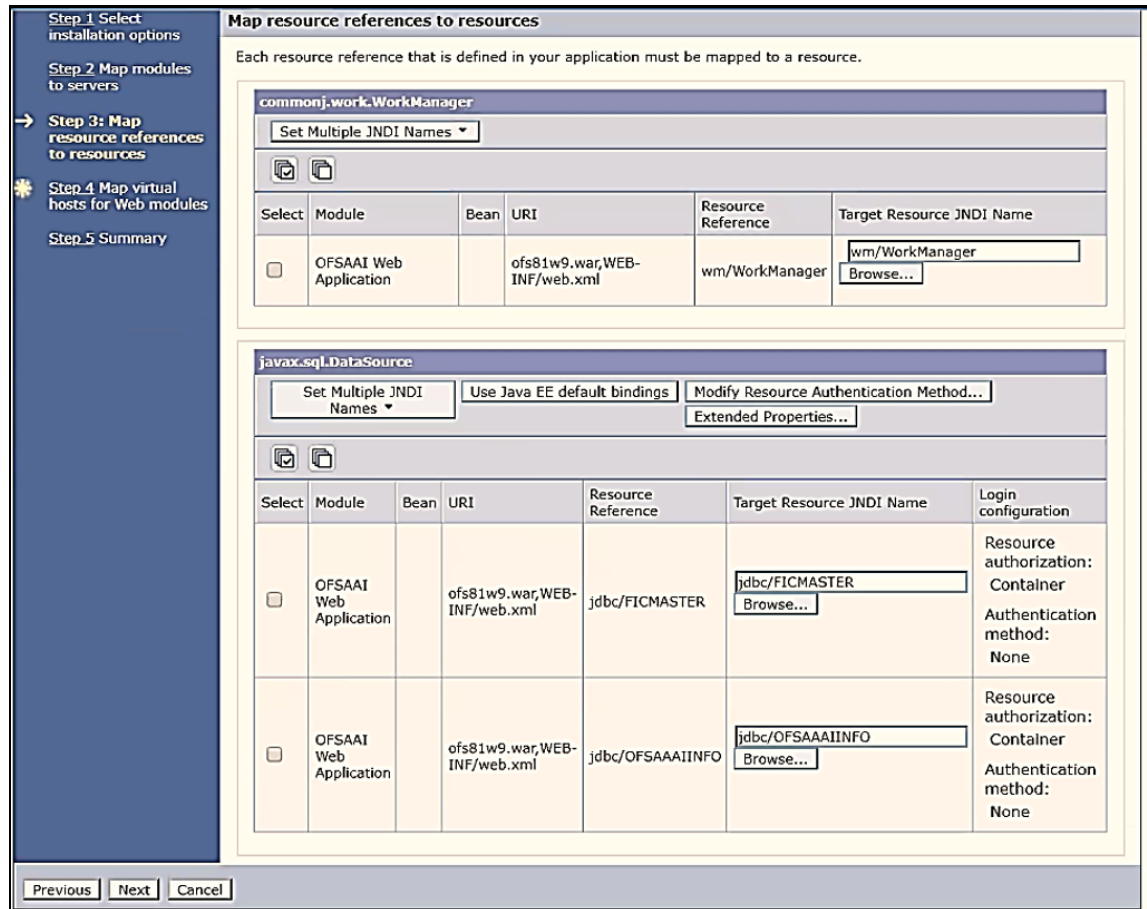 Step 1 Select
installation options
Step 2 Map modules
to servers
Step 3: Map
resource references
to resources
Step 4 Map virtual
hosts for Web modules
Step 5 Summary
Map resource references to resources
Each resource reference that is defined in your application must be mapped to a resource.
commonj.work.WorkManager
Set Multiple JNDI Names
Select Module Bean URI Resource Reference Target Resource JNDI Name
OFSAAI Web Application ofs81w9.war,WEB-INF/web.xml wm/WorkManager wm/WorkManager
Browse...
javax.sql.DataSource
Set Multiple JNDI Names Use Java EE default bindings Modify Resource Authentication Method...
Extended Properties...
Select Module Bean URI Resource Reference Target Resource JNDI Name Login configuration
OFSAAI Web Application ofs81w9.war,WEB-INF/web.xml jdbc/FICMASTER jdbc/FICMASTER
Browse...
Resource
authorization:
Container
Authentication
method:
None
OFSAAI Web Application ofs81w9.war,WEB-INF/web.xml jdbc/OFSAAAIINFO jdbc/OFSAAAIINFO
Browse...
Resource
authorization:
Container
Authentication
method:
None
Previous Next Cancel